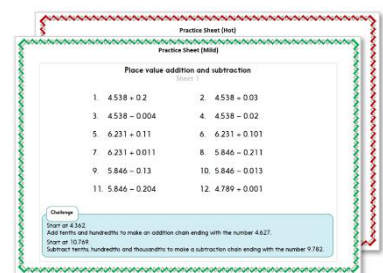 Practice Sheet (Hot)
Practice Sheet (Mild)
Place value addition and subtraction
Sheet 1
1. 4.538 + 0.2 2. 4.538 + 0.03
3. 4.538 – 0.004 4. 4.538 – 0.02
5. 6.231 + 0.11 6. 6.231 + 0.101
7. 6.231 + 0.011 8. 5.846 – 0.211
9. 5.846 – 0.13 10. 5.846 – 0.013
11. 5.846 – 0.204 12. 4.789 + 0.001
Challenge
Start at 4.362.
Add tenths and hundredths to make an addition chain ending with the number 4.627.
Start at 10.769.
Subtract tenths, hundredths and thousandths to make a subtraction chain ending with the number 9.782.